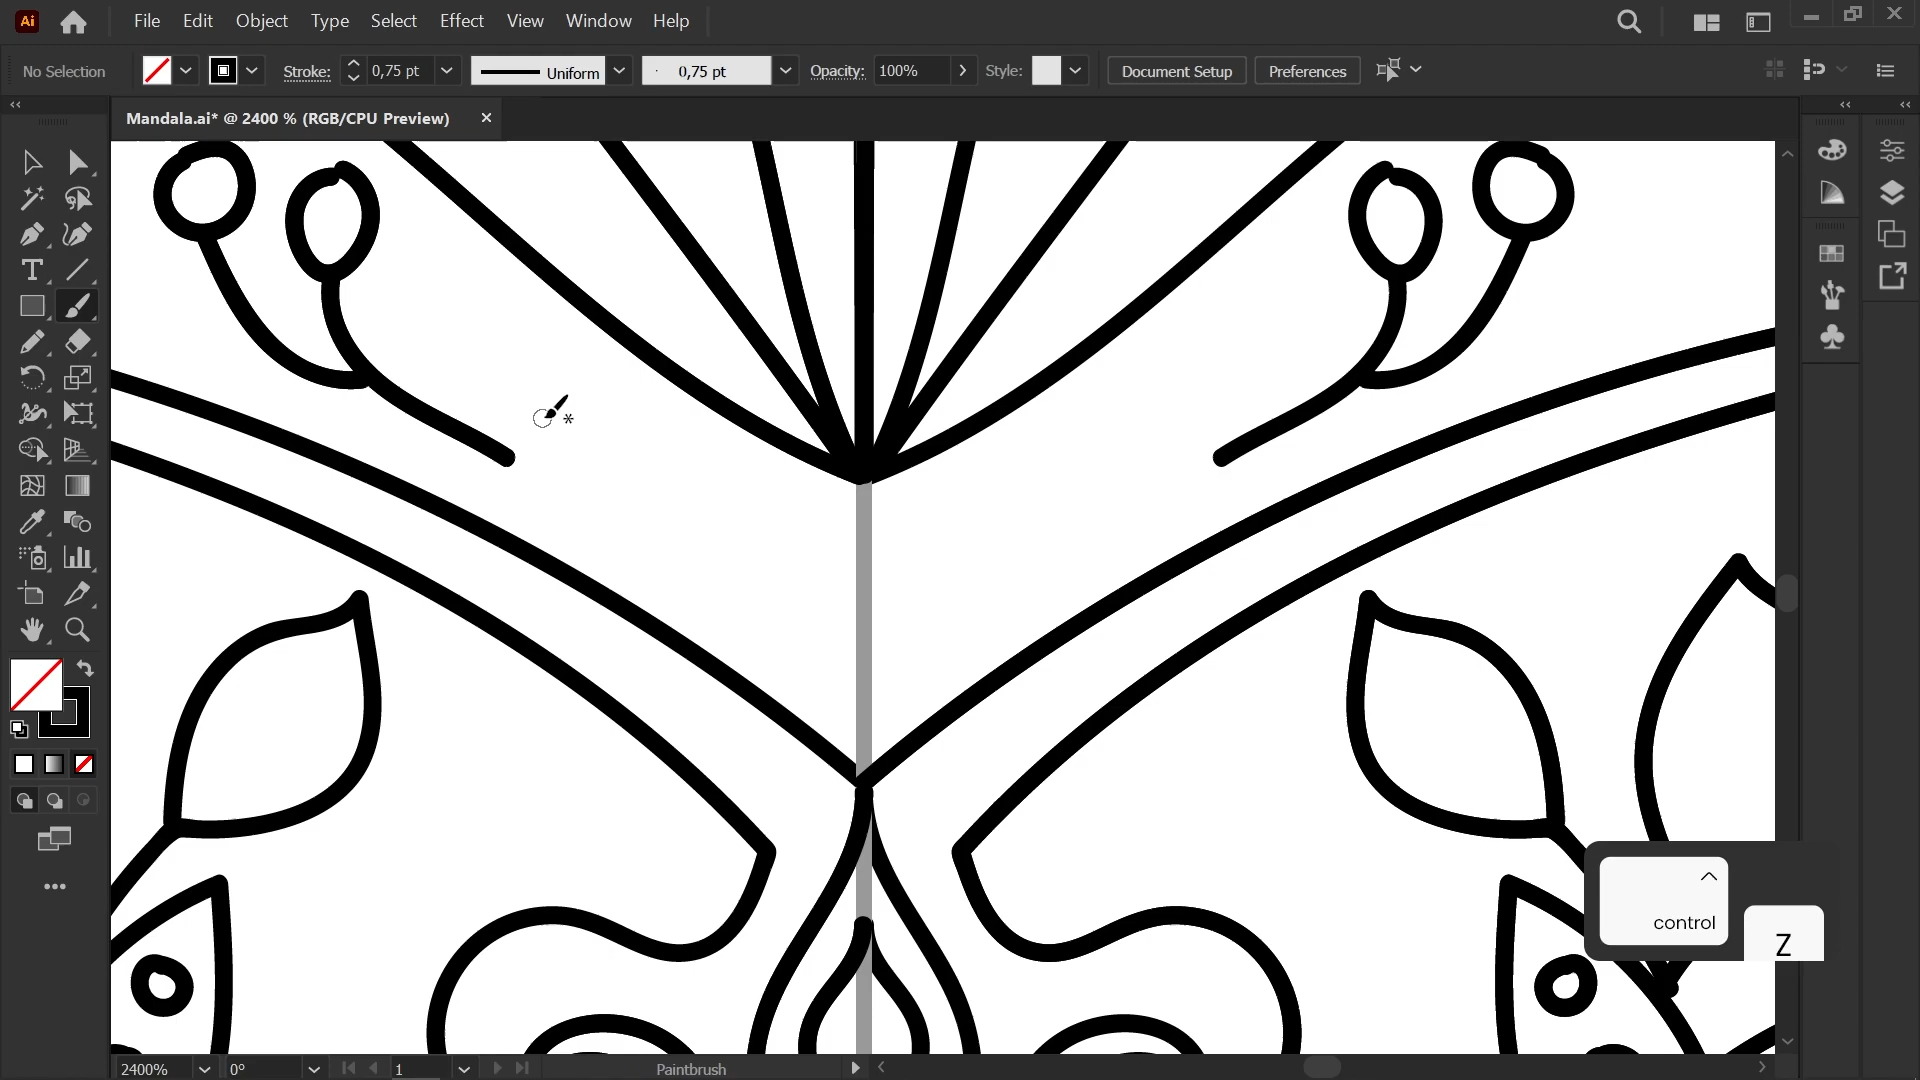 Ai File Edit Object Type Select Effect View Window Help
No Selection Stroke: 0,75 pt Uniform 0,75 pt Opacity: 100% Style: Document Setup Preferences
Mandala.ai* @ 2400 % (RGB/CPU Preview)
control
Z
2400% 0° 1 Paintbrush